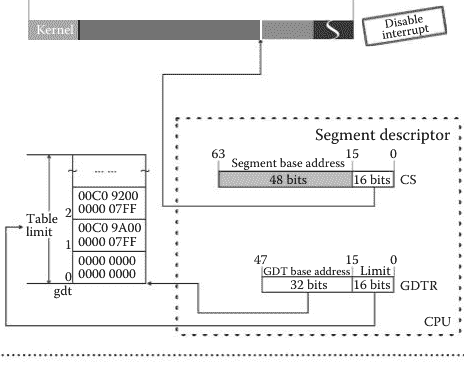 Kernel
Disable
interrupt
Segment descriptor
63
15
0
Segment base address
48 bits
16 bits
CS
... ...
00C0 9200
0000 07FF
2
Table
limit
00C0 9A00
0000 07FF
1
0000 0000
0000 0000
0
gdt
47
15
0
GDT base address
Limit
32 bits
16 bits
GDTR
CPU